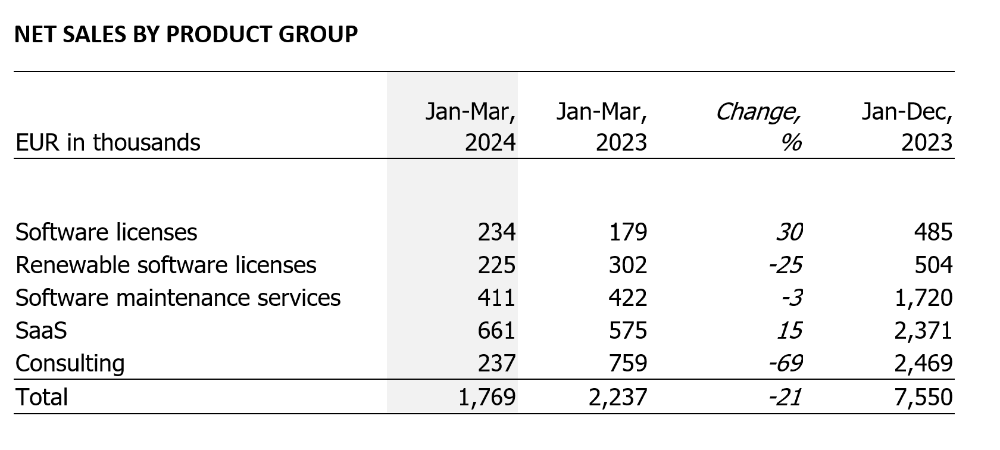 NET SALES BY PRODUCT GROUP
Jan-Mar, Jan-Mar, Change, Jan-Dec,
EUR in thousands 2024 2023 % 2023
Software licenses 234 179 30 485
Renewable software licenses 225 302 -25 504
Software maintenance services 411 422 -3 1,720
SaaS 661 575 15 2,371
Consulting 237 759 -69 2,469
Total 1,769 2,237 -21 7,550